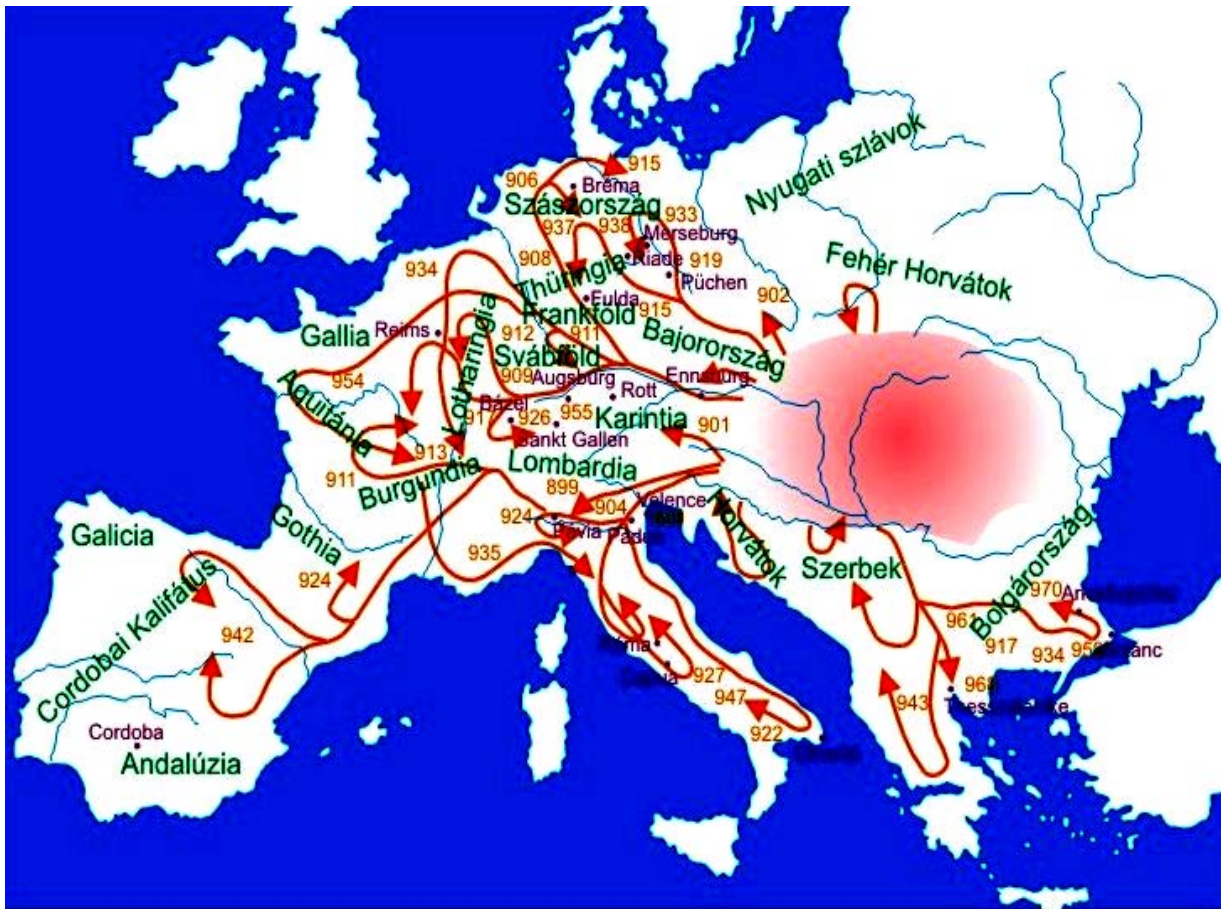 915
906
Bréma
Nyugati szlávok
Szászország
933
937
938
Merseburg
934
908
Riade
919
Thüringia
Püchen
Fehér Horvátok
902
Fulda
915
Frankföld
912
911
Gallia
Reims
Lotharingia
Svábföld
Bajorország
954
909
Augsburg
Ennsburg
Rott
Aquitánia
Bázel
917
926
955
Karintia
901
Sankt Gallen
913
Lombardia
911
Burgundia
899
904
Velence
Horvátok
924
Pávia
Galicia
Gothia
935
Szerbek
Bolgárország
924
970
Cordobai Kalifátus
961
942
917
934
Róma
927
968
947
943
922
Cordoba
Andalúzia